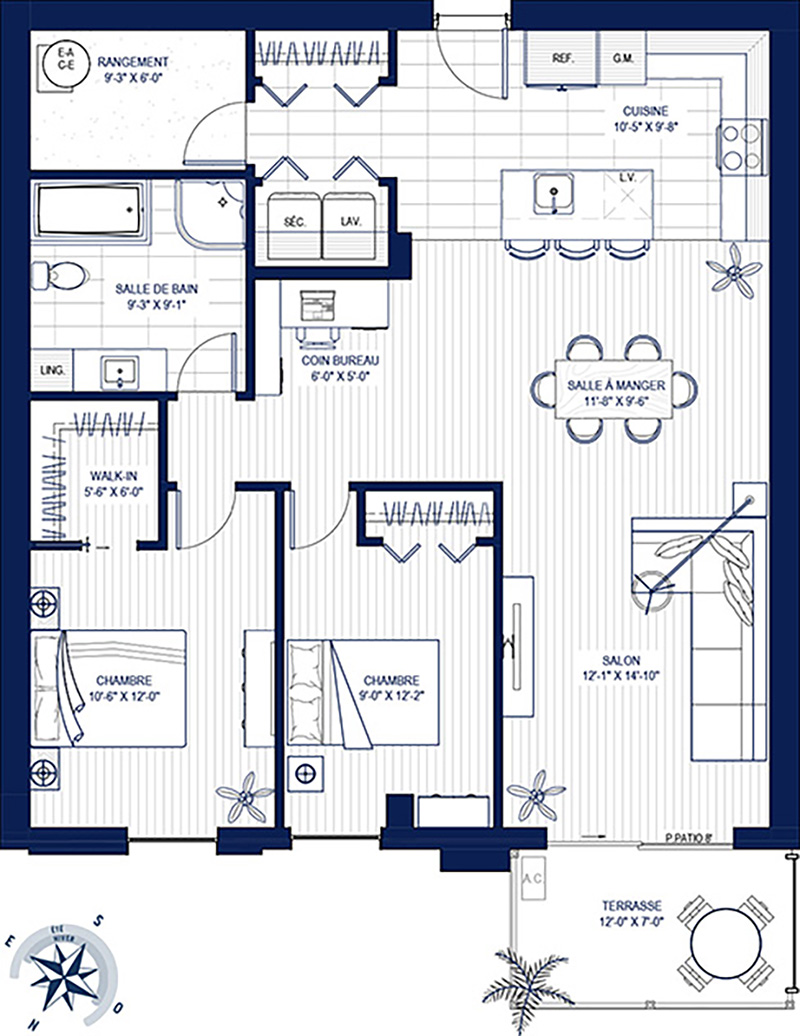 E-A
C-E
RANGEMENT
9'-3" X 6'-0"
REF.
G.M.
CUISINE
10'-5" X 9'-8"
L.V.
SÉC.
LAV.
SALLE DE BAIN
9'-3" X 9'-1"
LING.
COIN BUREAU
6'-0" X 5'-0"
SALLE À MANGER
11'-8" X 9'-6"
WALK-IN
5'-6" X 6'-0"
CHAMBRE
10'-6" X 12'-0"
CHAMBRE
9'-0" X 12'-2"
SALON
12'-1" X 14'-10"
P.PATIO 8'
A.C.
TERRASSE
12'-0" X 7'-0"
S
E
ÉTÉ
HIVER
O
N